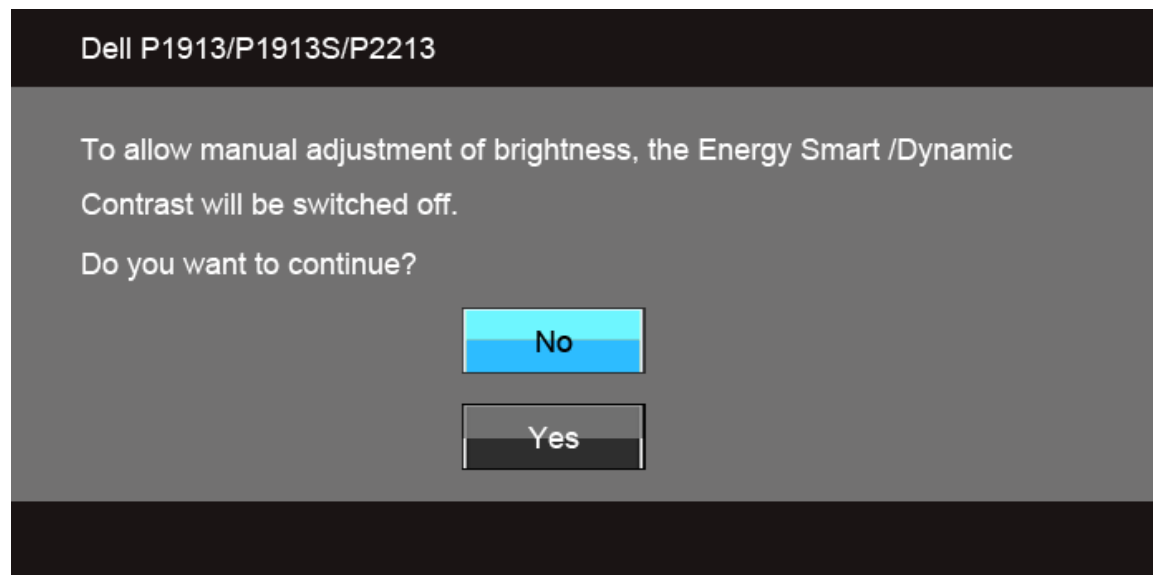 Dell P1913/P1913S/P2213
To allow manual adjustment of brightness, the Energy Smart /Dynamic
Contrast will be switched off.
Do you want to continue?
No
Yes